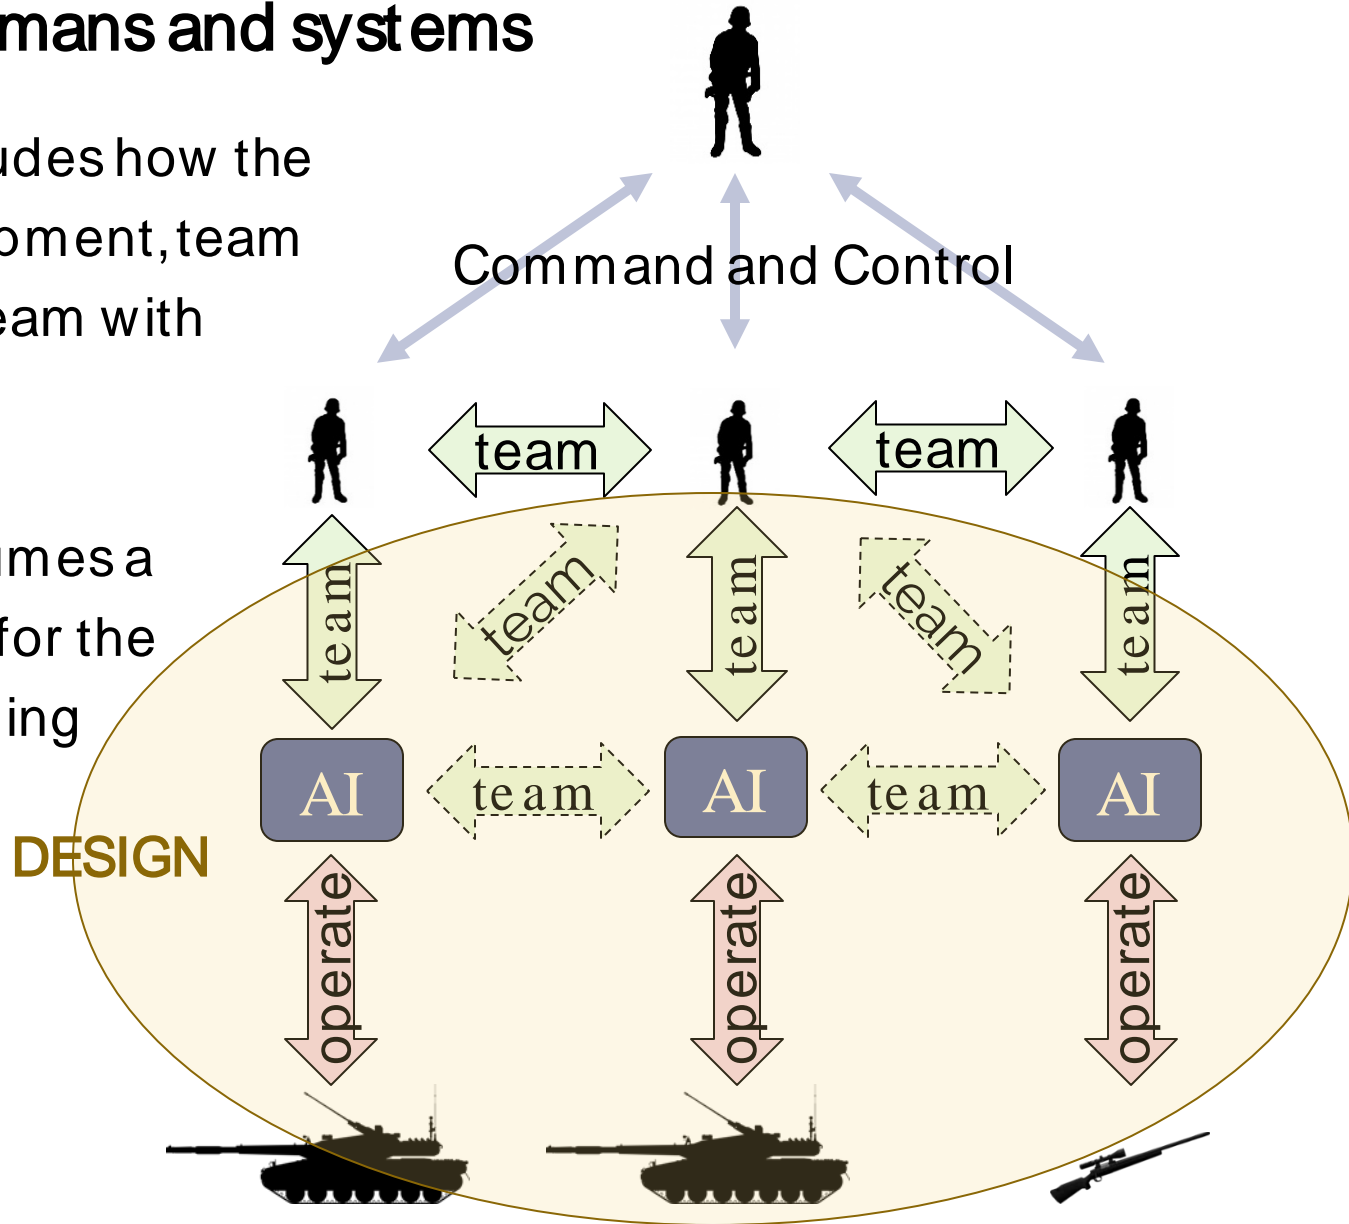 mans and systems
udes how the
pment, team
Command and Control
eam with
team
team
umes a
for the
ing
team
team
team
team
team
AI
team
AI
team
AI
DESIGN
operate
operate
operate